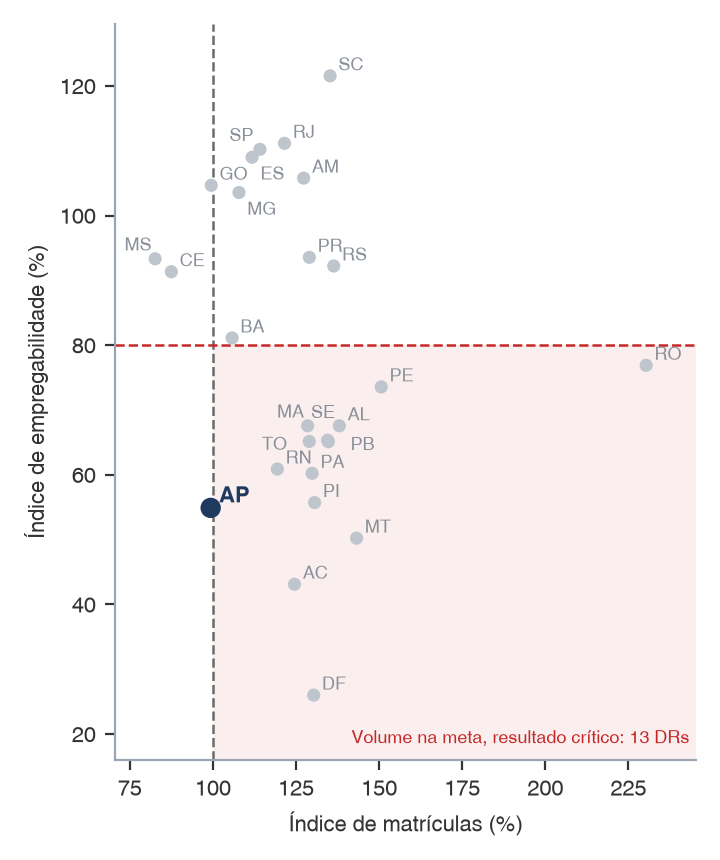 SC
120
SP
RJ
GO
ES
AM
MG
100
MS
CE
PR
RS
BA
80
RO
PE
MA
SE
AL
TO
PB
RN
PA
60
PI
AP
MT
AC
40
DF
20
Volume na meta, resultado crítico: 13 DRs
75
100
125
150
175
200
225
Índice de matrículas (%)
Índice de empregabilidade (%)